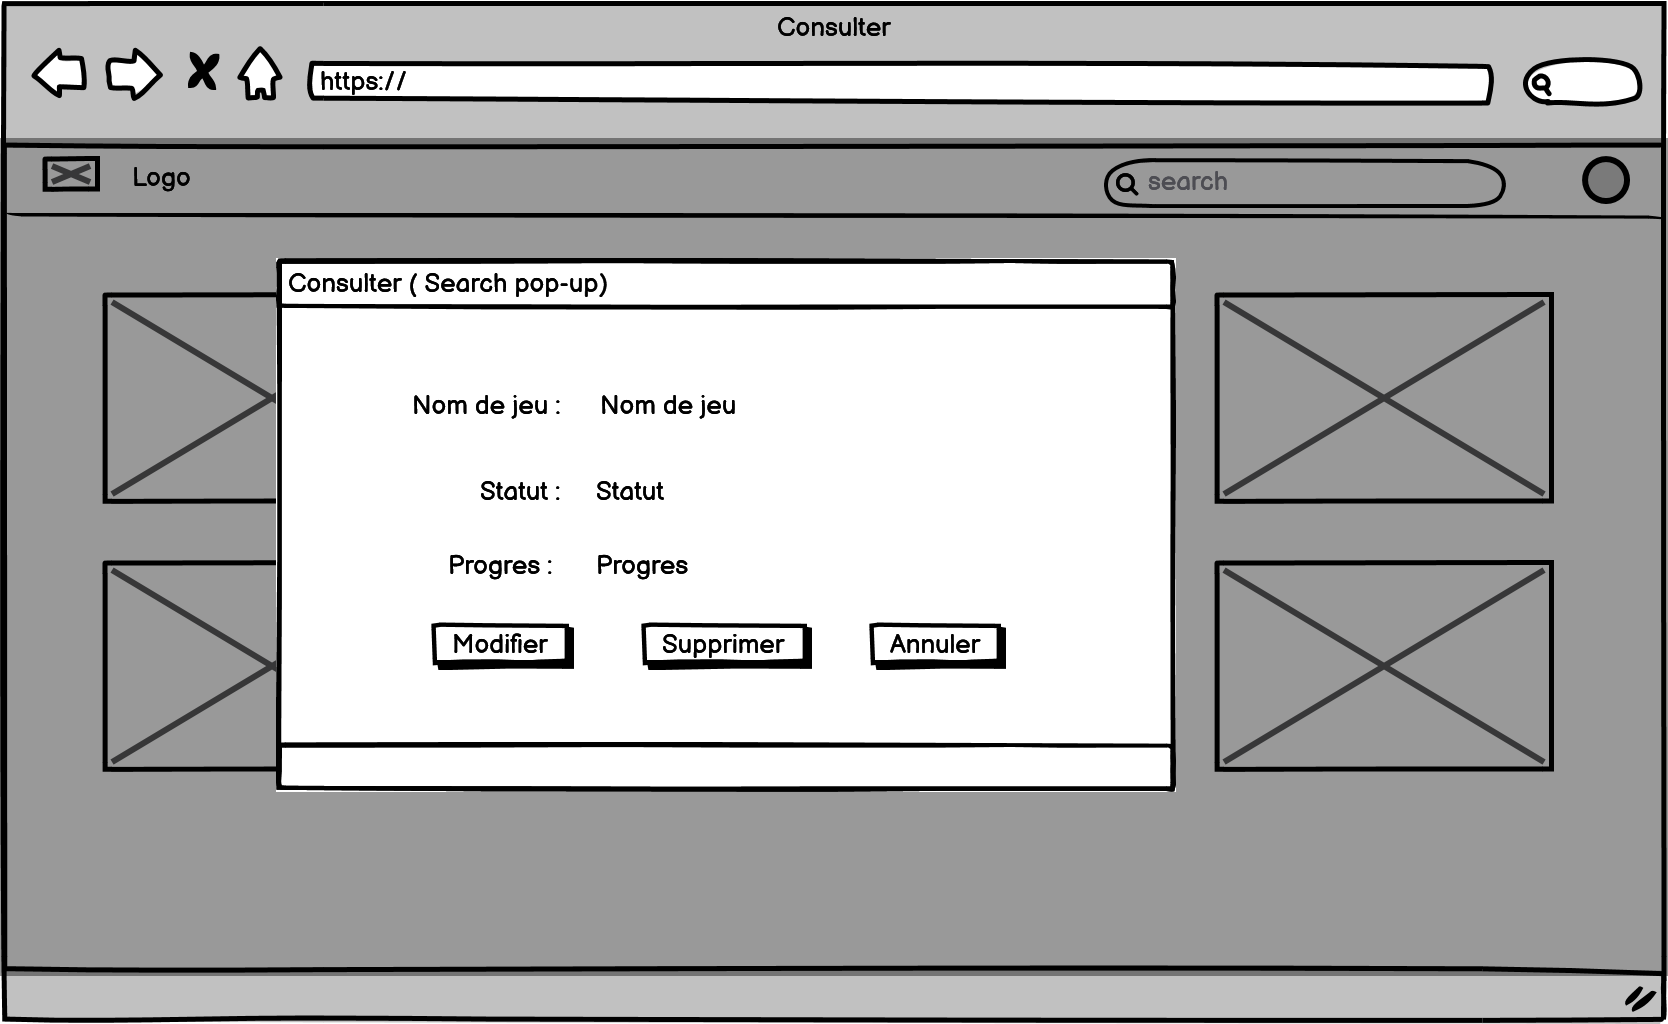 Consulter
https://
Logo
search
Consulter ( Search pop-up)
Nom de jeu : Nom de jeu
Statut : Statut
Progres : Progres
Modifier Supprimer Annuler